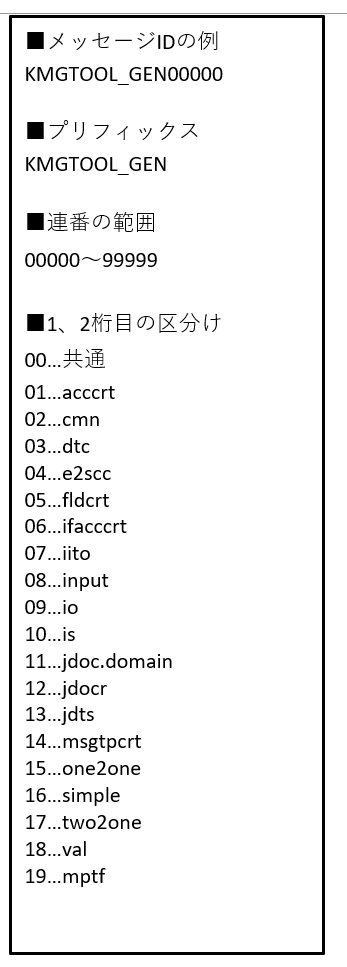 ■メッセージIDの例
KMGTOOL_GEN00000
■プリフィックス
KMGTOOL_GEN
■連番の範囲
00000～99999
■1、2桁目の区分け
00…共通
01…acccrt
02…cmn
03…dtc
04…e2scc
05…fldcrt
06…ifacccrt
07…iito
08…input
09…io
10…is
11…jdoc.domain
12…jdocr
13…jdts
14…msgtpcrt
15…one2one
16…simple
17…two2one
18…val
19…mptf